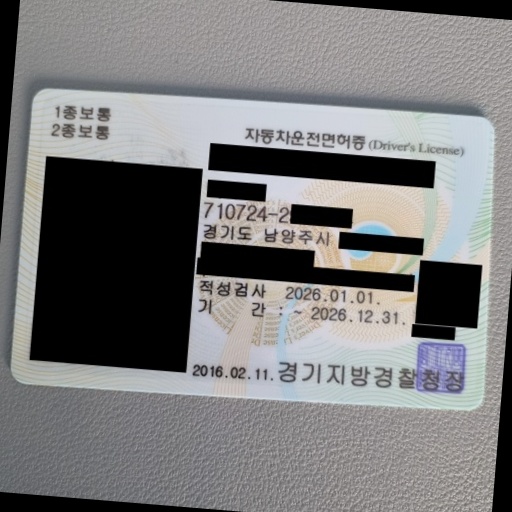 1종보통
2종보통
자동차운전면허증 (Driver's License)
710724-2
경기도 남양주시
적성검사 2026.01.01.
기 간 : ~ 2026.12.31.
2016.02.11. 경기지방경찰청장